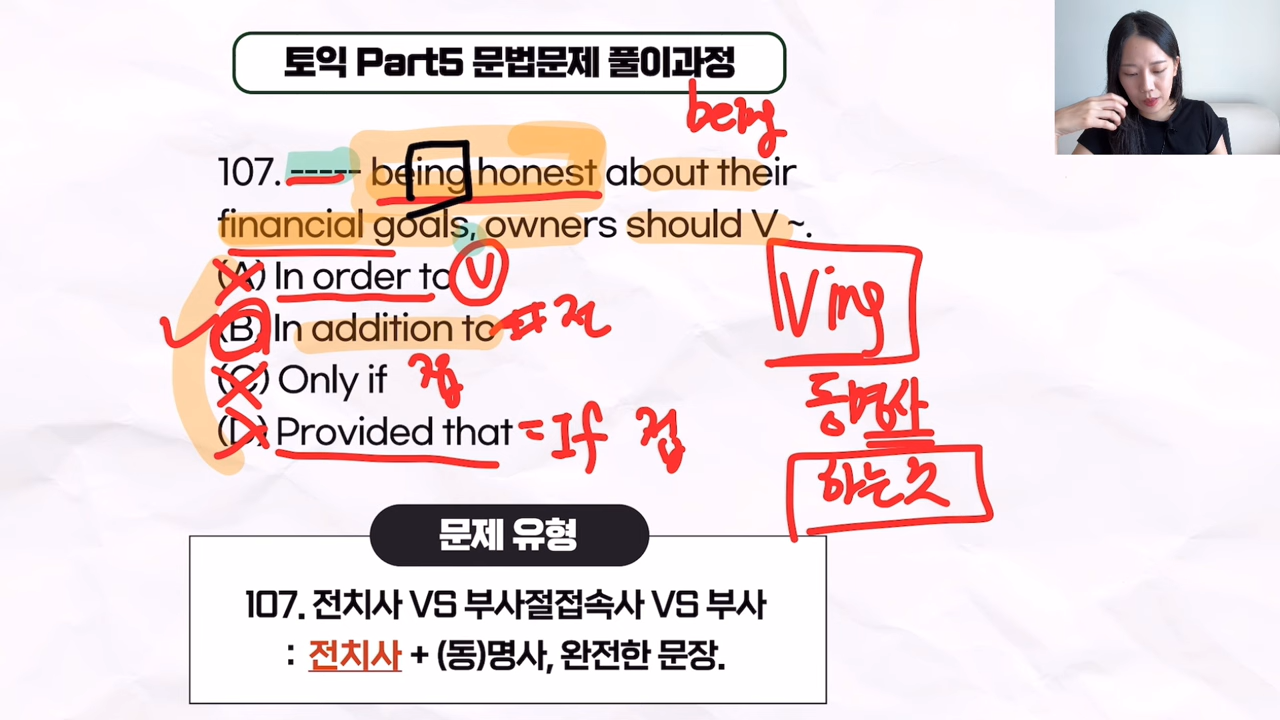 토익 Part5 문법문제 풀이과정
being
107. ----- being honest about their
financial goals, owners should V ~.
(A) In order to V
(B) In addition to 전
(C) Only if 접
(D) Provided that = If 접
Ving
동명사
하는 것
문제 유형
107. 전치사 VS 부사절접속사 VS 부사
: 전치사 + (동)명사, 완전한 문장.